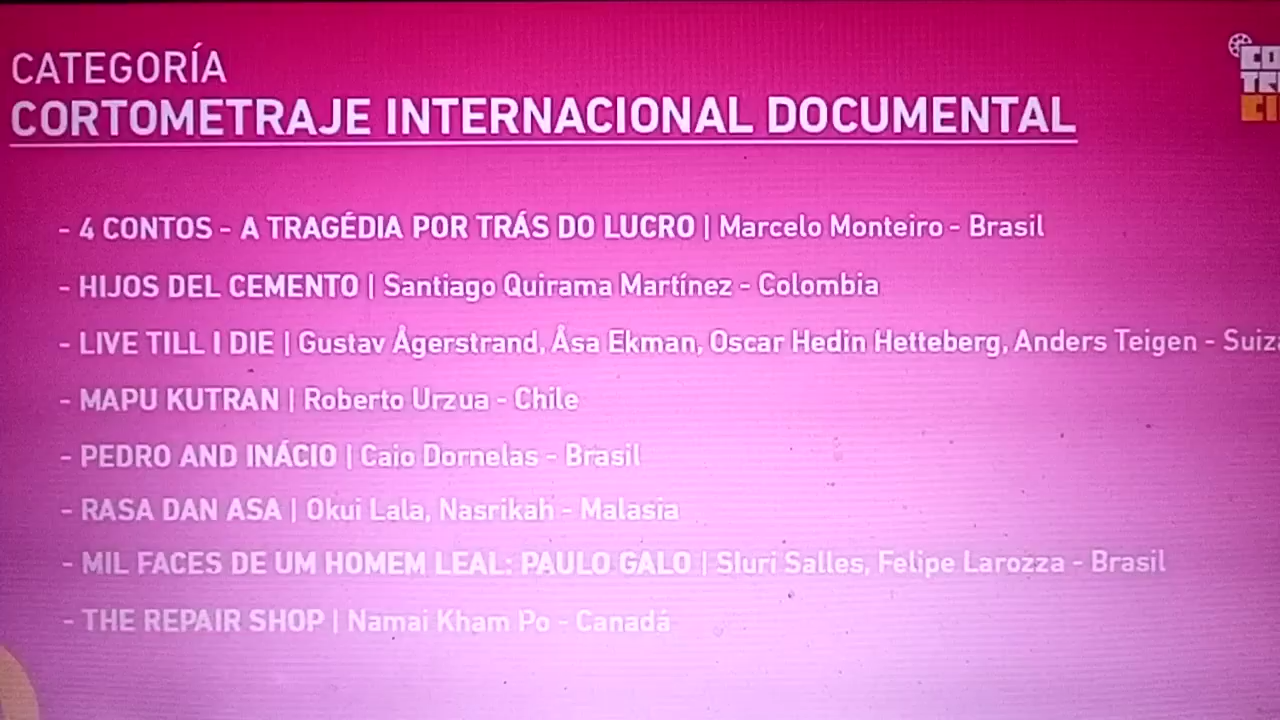 CATEGORÍA
CORTOMETRAJE INTERNACIONAL DOCUMENTAL
- 4 CONTOS - A TRAGÉDIA POR TRÁS DO LUCRO | Marcelo Monteiro - Brasil
- HIJOS DEL CEMENTO | Santiago Quirama Martínez - Colombia
- LIVE TILL I DIE | Gustav Ågerstrand, Åsa Ekman, Oscar Hedin Hetteberg, Anders Teigen - Suiza
- MAPU KUTRAN | Roberto Urzua - Chile
- PEDRO AND INÁCIO | Caio Dornelas - Brasil
- RASA DAN ASA | Okui Lala, Nasrikah - Malasia
- MIL FACES DE UM HOMEM LEAL: PAULO GALO | Sluri Salles, Felipe Larozza - Brasil
- THE REPAIR SHOP | Namai Kham Po - Canadá